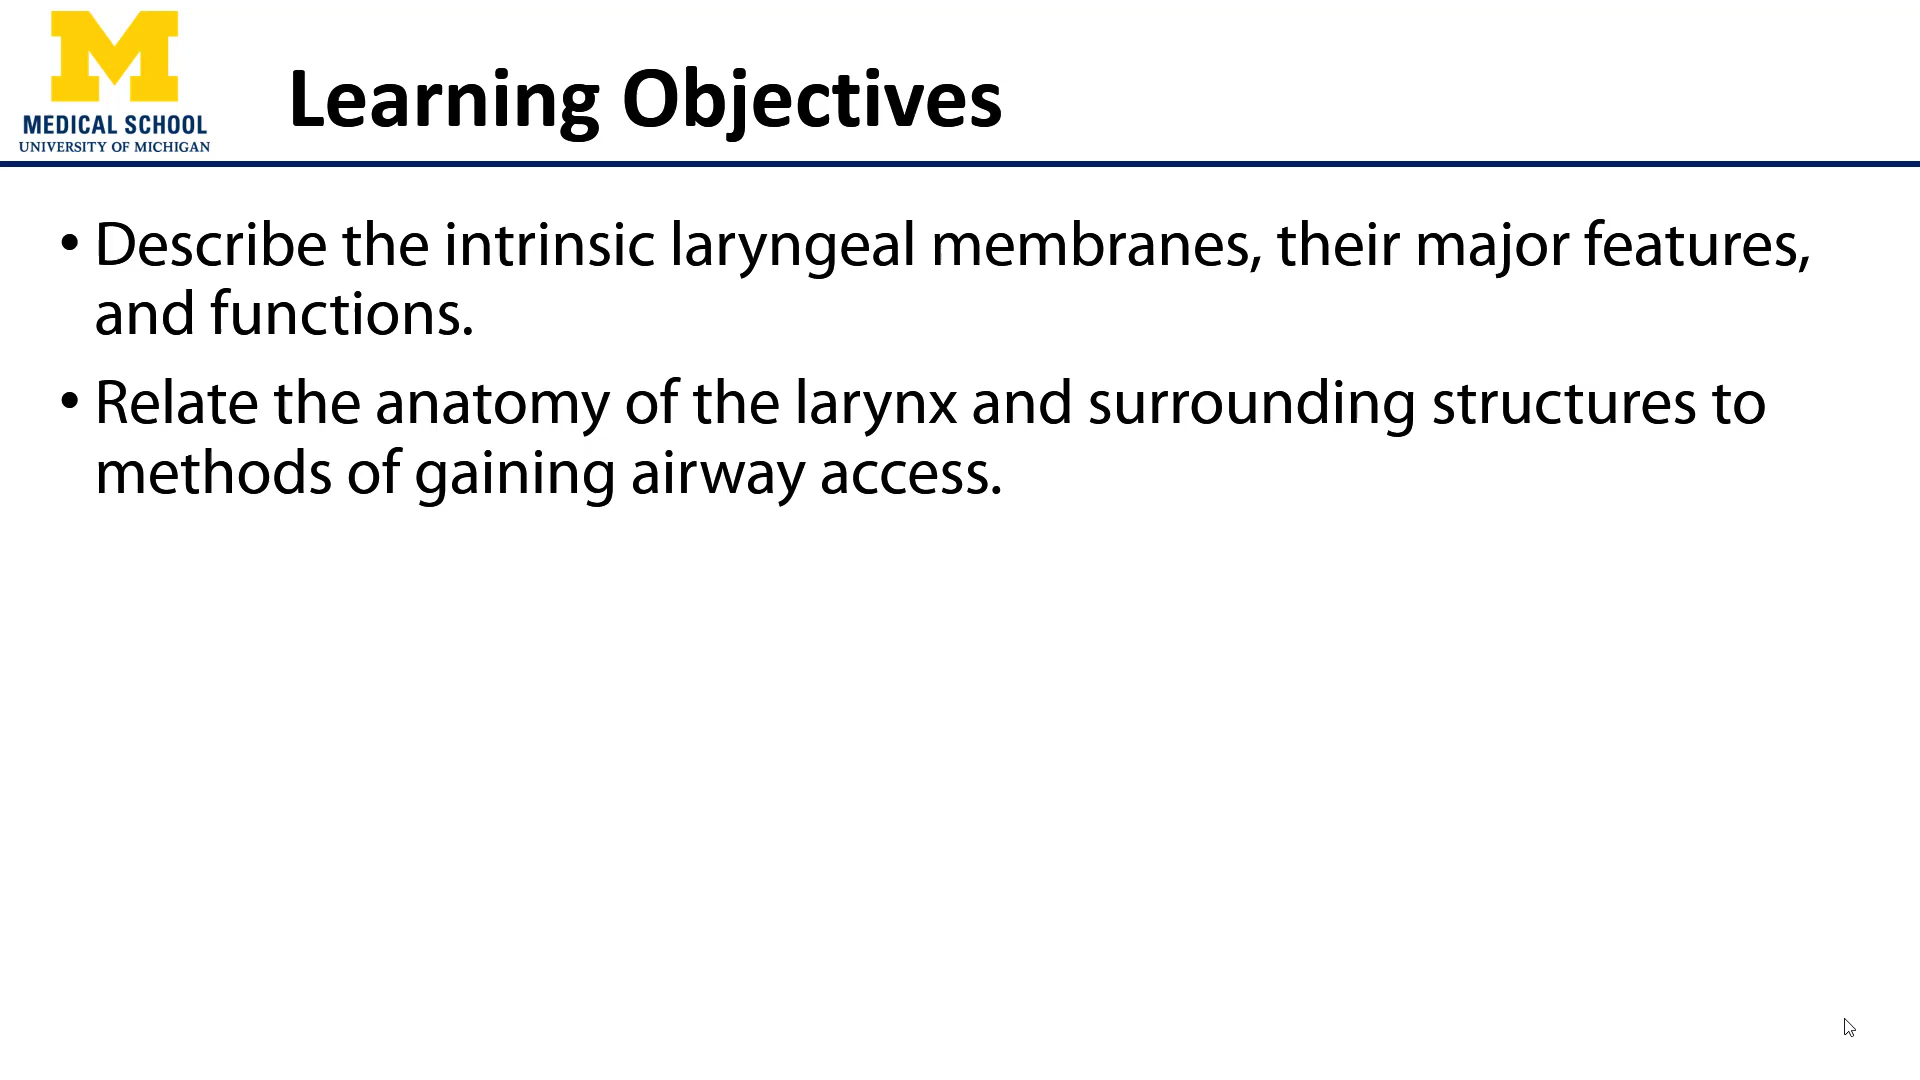 M
MEDICAL SCHOOL
UNIVERSITY OF MICHIGAN
Learning Objectives
• Describe the intrinsic laryngeal membranes, their major features,
and functions.
• Relate the anatomy of the larynx and surrounding structures to
methods of gaining airway access.